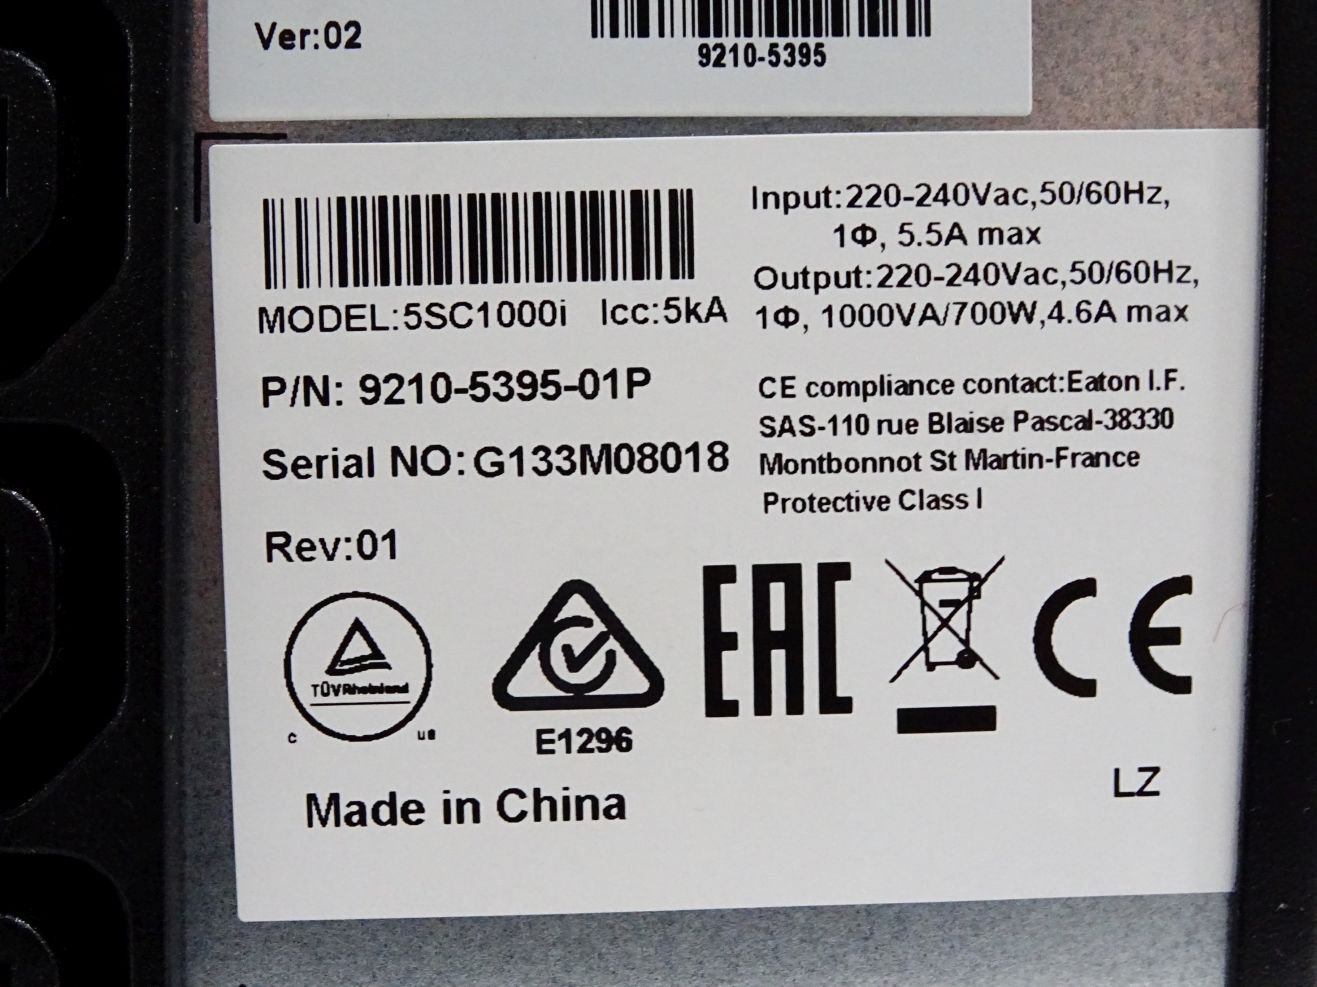 Ver:02
9210-5395
MODEL:5SC1000i Icc:5kA
P/N: 9210-5395-01P
Serial NO:G133M08018
Rev:01
Input:220-240Vac,50/60Hz,
1Φ, 5.5A max
Output:220-240Vac,50/60Hz,
1Φ, 1000VA/700W,4.6A max
CE compliance contact:Eaton I.F.
SAS-110 rue Blaise Pascal-38330
Montbonnot St Martin-France
Protective Class I
TÜVRheinland
c us
E1296
EAC
CE
Made in China
LZ